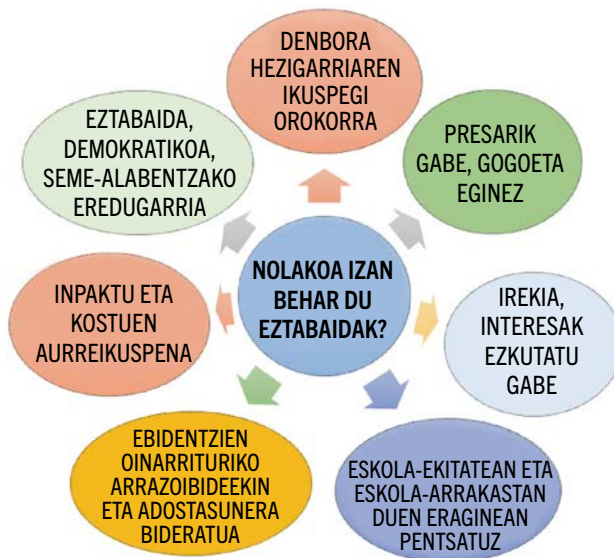 DENBORA
HEZIGARRIAREN
IKUSPEGI
OROKORRA
PRESARIK
GABE, GOGOETA
EGINEZ
IREKIA,
INTERESAK
EZKUTATU
GABE
ESKOLA-EKITATEAN ETA
ESKOLA-ARRAKASTAN
DUEN ERAGINEAN
PENTSATUZ
EBIDENTZIEN
OINARRITURIKO
ARRAZOIBIDEEKIN
ETA ADOSTASUNERA
BIDERATUA
INPAKTU ETA
KOSTUEN
AURREIKUSPENA
EZTABAIDA,
DEMOKRATIKOA,
SEME-ALABENTZAKO
EREDUGARRIA
NOLAKOA IZAN
BEHAR DU
EZTABAIDAK?